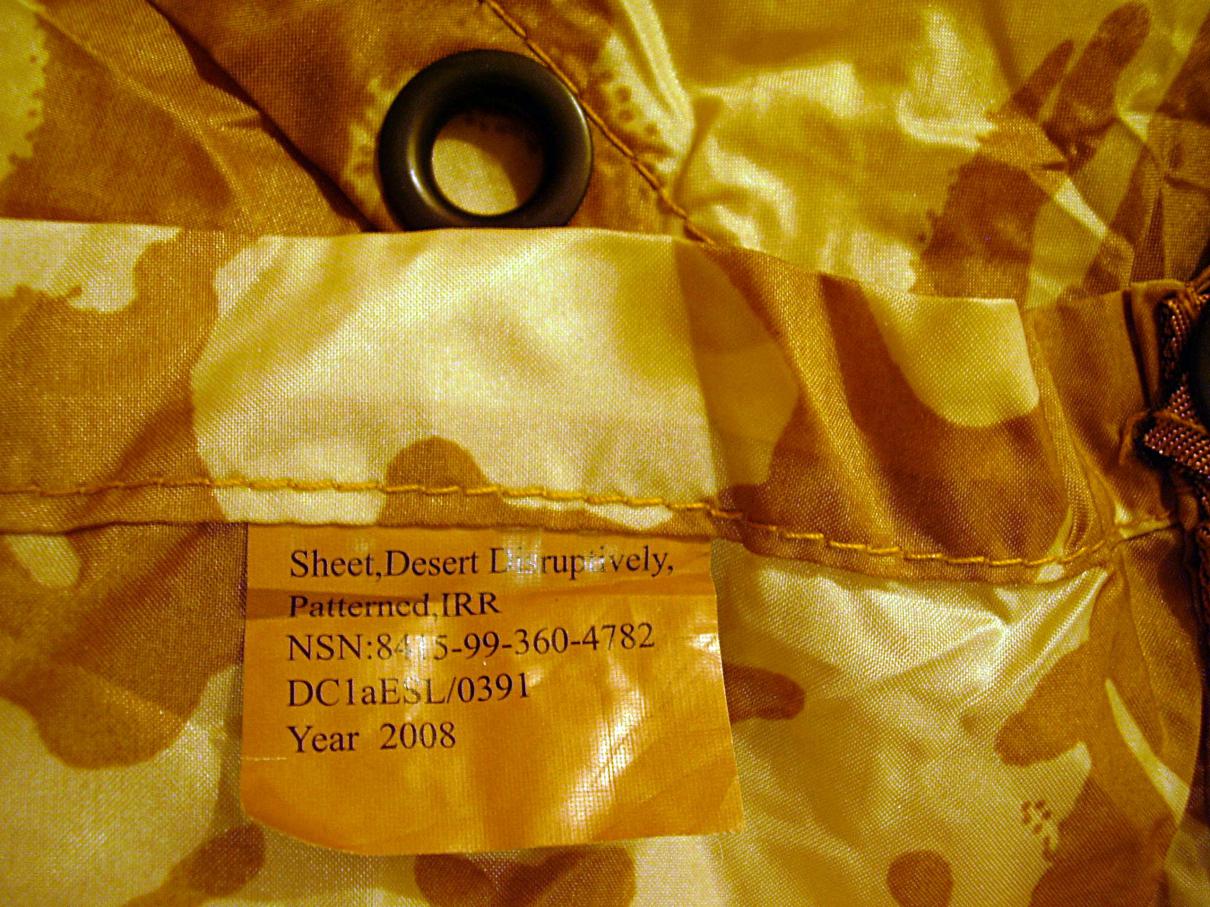 Sheet,Desert Disruptively,
Patterned,IRR
NSN:8415-99-360-4782
DC1aESL/0391
Year 2008